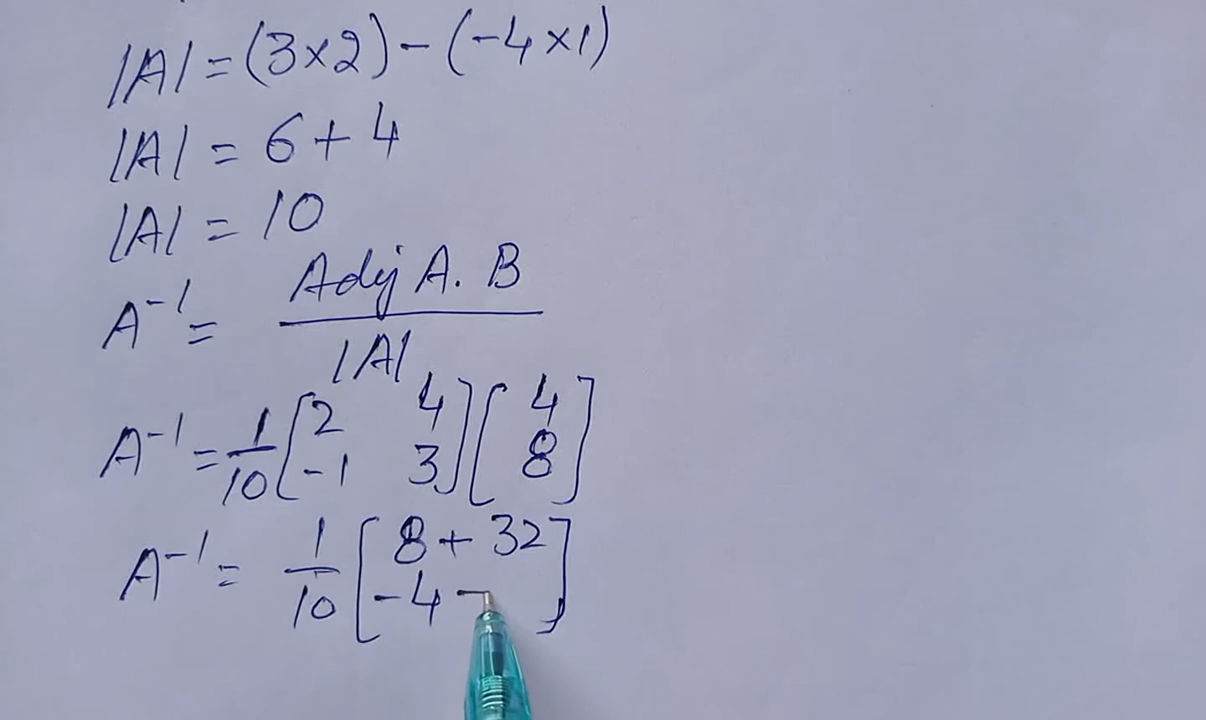 |A| = (3×2) - (-4×1)
|A| = 6 + 4
|A| = 10
A⁻¹ = Adj A. B / |A|
A⁻¹ = 1/10 [2 4] [4]
[-1 3] [8]
A⁻¹ = 1/10 [8 + 32]
[-4 -]